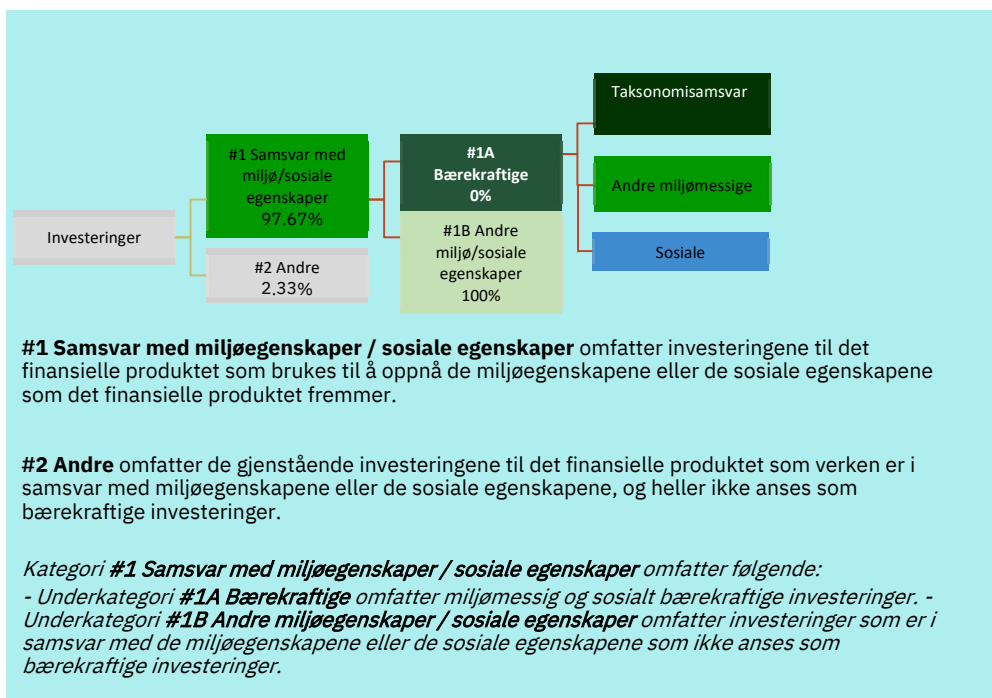 Taksonomisamsvar
#1 Samsvar med
miljø/sosiale
egenskaper
97.67%
#1A
Bærekraftige
0%
Andre miljømessige
Investeringer
#1B Andre
miljø/sosiale
egenskaper
100%
Sosiale
#2 Andre
2.33%
#1 Samsvar med miljøegenskaper / sosiale egenskaper omfatter investeringene til det
finansielle produktet som brukes til å oppnå de miljøegenskapene eller de sosiale egenskapene
som det finansielle produktet fremmer.
#2 Andre omfatter de gjenstående investeringene til det finansielle produktet som verken er i
samsvar med miljøegenskapene eller de sosiale egenskapene, og heller ikke anses som
bærekraftige investeringer.
Kategori #1 Samsvar med miljøegenskaper / sosiale egenskaper omfatter følgende:
- Underkategori #1A Bærekraftige omfatter miljømessig og sosialt bærekraftige investeringer. -
Underkategori #1B Andre miljøegenskaper / sosiale egenskaper omfatter investeringer som er i
samsvar med de miljøegenskapene eller de sosiale egenskapene som ikke anses som
bærekraftige investeringer.